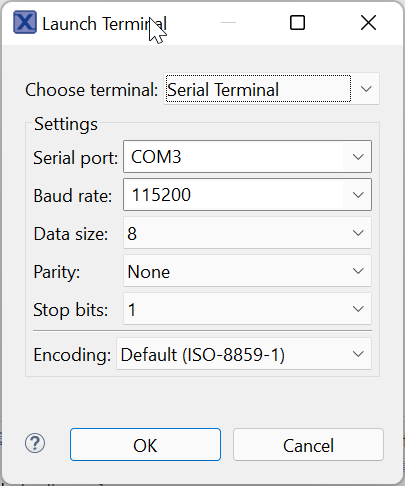 Launch Terminal
Choose terminal: Serial Terminal
Settings
Serial port: COM3
Baud rate: 115200
Data size: 8
Parity: None
Stop bits: 1
Encoding: Default (ISO-8859-1)
? OK Cancel